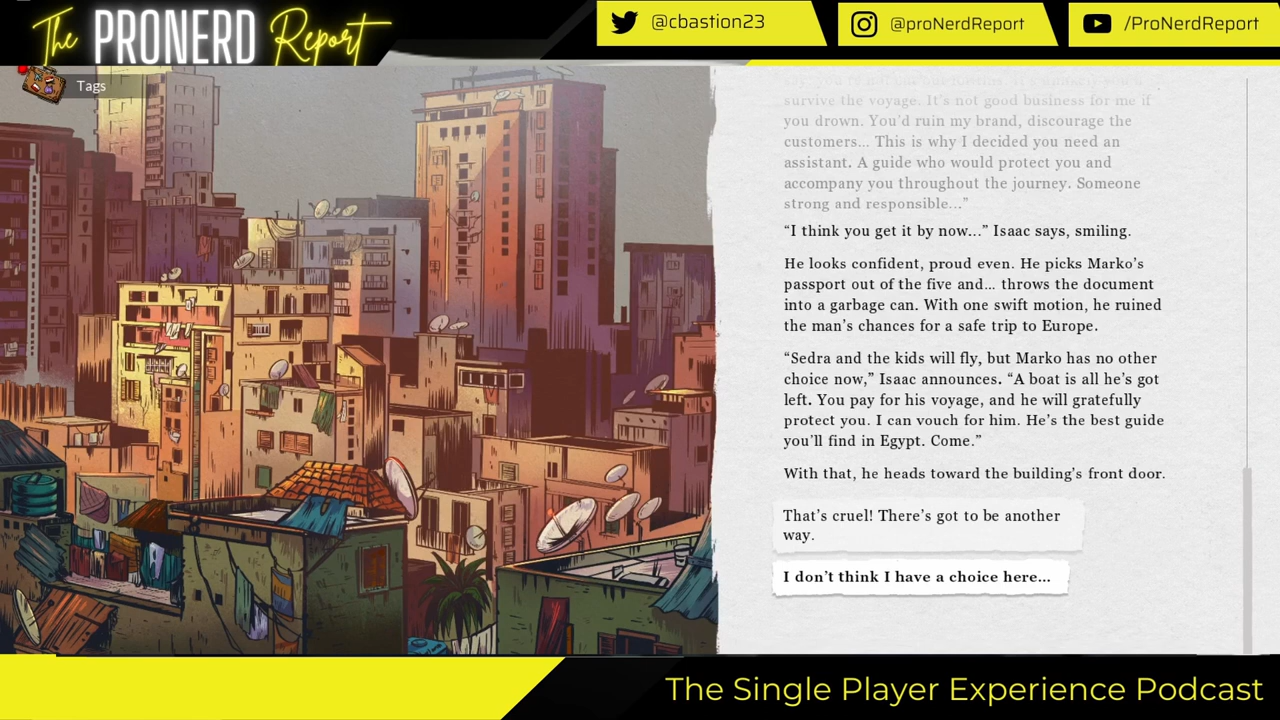 The PRONERD Report
@cbastion23
@proNerdReport
/ProNerdReport
Tags
survive the voyage. It's not good business for me if
you drown. You'd ruin my brand, discourage the
customers... This is why I decided you need an
assistant. A guide who would protect you and
accompany you throughout the journey. Someone
strong and responsible...”
“I think you get it by now...” Isaac says, smiling.
He looks confident, proud even. He picks Marko's
passport out of the five and... throws the document
into a garbage can. With one swift motion, he ruined
the man's chances for a safe trip to Europe.
“Sedra and the kids will fly, but Marko has no other
choice now,” Isaac announces. “A boat is all he's got
left. You pay for his voyage, and he will gratefully
protect you. I can vouch for him. He's the best guide
you'll find in Egypt. Come.”
With that, he heads toward the building's front door.
That's cruel! There's got to be another
way.
I don't think I have a choice here...
The Single Player Experience Podcast